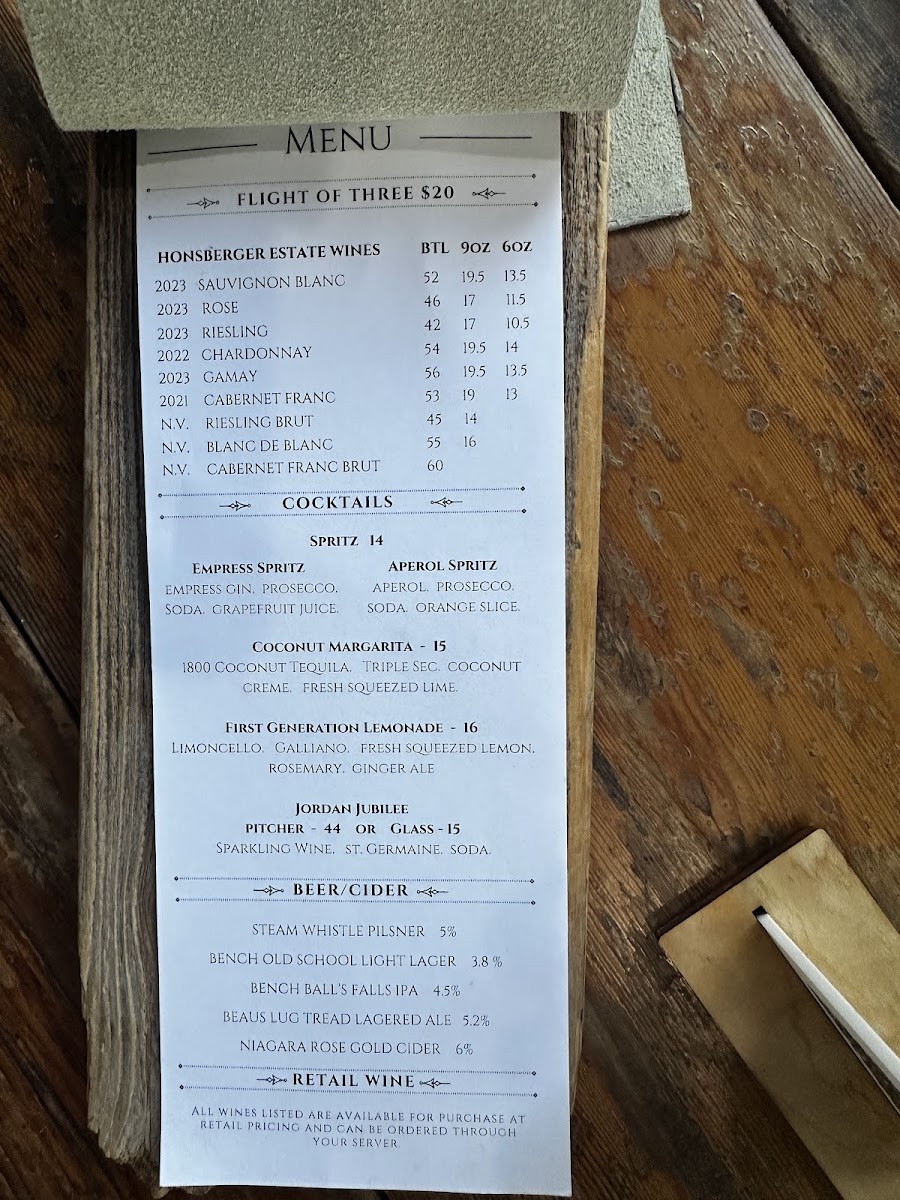 MENU
FLIGHT OF THREE $20
HONSBERGER ESTATE WINES BTL 9OZ 6OZ
2023 SAUVIGNON BLANC 52 19.5 13.5
2023 ROSE 46 17 11.5
2023 RIESLING 42 17 10.5
2022 CHARDONNAY 54 19.5 14
2023 GAMAY 56 19.5 13.5
2021 CABERNET FRANC 53 19 13
N.V. RIESLING BRUT 45 14
N.V. BLANC DE BLANC 55 16
N.V. CABERNET FRANC BRUT 60
COCKTAILS
SPRITZ 14
EMPRESS SPRITZ
EMPRESS GIN. PROSECCO.
SODA. GRAPEFRUIT JUICE.
APEROL SPRITZ
APEROL. PROSECCO.
SODA. ORANGE SLICE.
COCONUT MARGARITA - 15
1800 COCONUT TEQUILA. TRIPLE SEC. COCONUT
CREME. FRESH SQUEEZED LIME.
FIRST GENERATION LEMONADE - 16
LIMONCELLO. GALLIANO. FRESH SQUEEZED LEMON.
ROSEMARY. GINGER ALE
JORDAN JUBILEE
PITCHER - 44 OR GLASS - 15
SPARKLING WINE. ST. GERMAINE. SODA.
BEER/CIDER
STEAM WHISTLE PILSNER 5%
BENCH OLD SCHOOL LIGHT LAGER 3.8 %
BENCH BALL'S FALLS IPA 4.5%
BEAUS LUG TREAD LAGERED ALE 5.2%
NIAGARA ROSE GOLD CIDER 6%
RETAIL WINE
ALL WINES LISTED ARE AVAILABLE FOR PURCHASE AT
RETAIL PRICING AND CAN BE ORDERED THROUGH
YOUR SERVER.